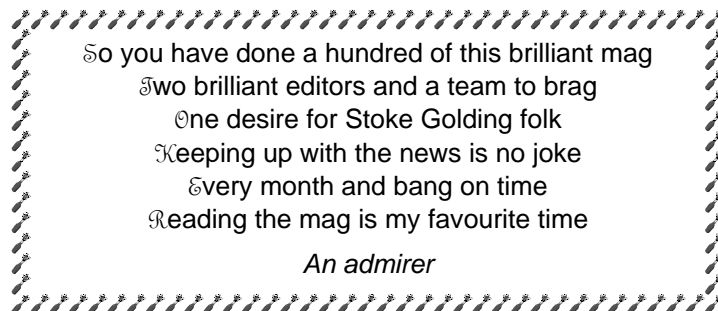 So you have done a hundred of this brilliant mag
Two brilliant editors and a team to brag
One desire for Stoke Golding folk
Keeping up with the news is no joke
Every month and bang on time
Reading the mag is my favourite time
An admirer